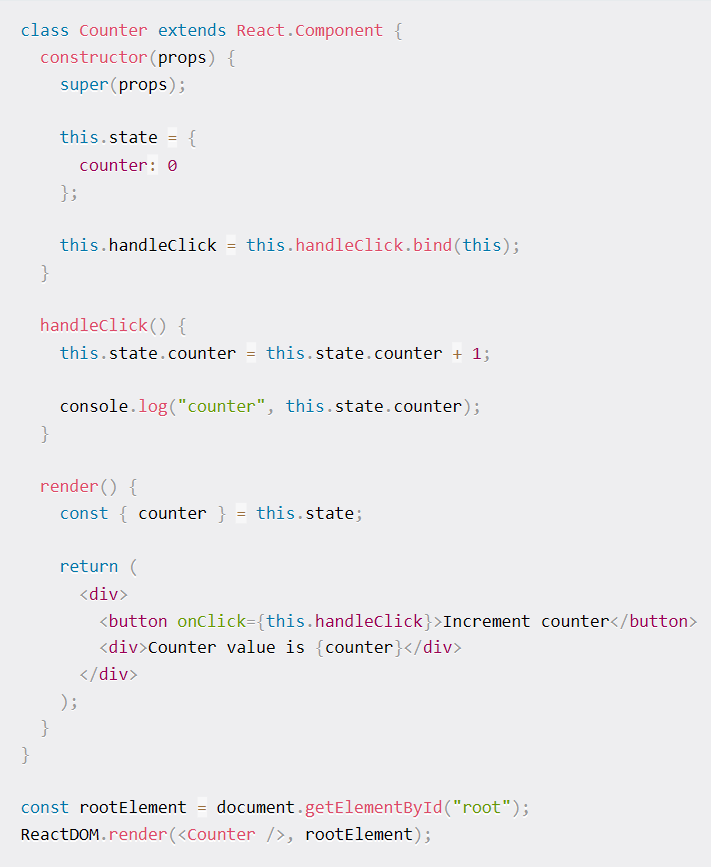 class Counter extends React.Component {
  constructor(props) {
    super(props);

    this.state = {
      counter: 0
    };

    this.handleClick = this.handleClick.bind(this);
  }

  handleClick() {
    this.state.counter = this.state.counter + 1;

    console.log("counter", this.state.counter);
  }

  render() {
    const { counter } = this.state;

    return (
      <div>
        <button onClick={this.handleClick}>Increment counter</button>
        <div>Counter value is {counter}</div>
      </div>
    );
  }
}

const rootElement = document.getElementById("root");
ReactDOM.render(<Counter />, rootElement);